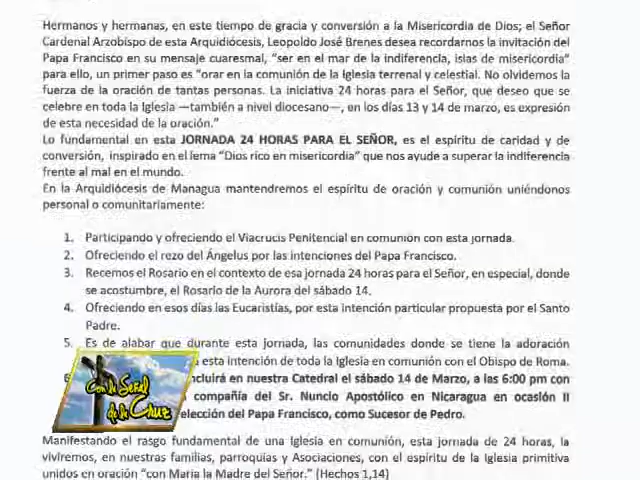 Hermanos y hermanas, en este tiempo de gracia y conversión a la Misericordia de Dios; el Señor
Cardenal Arzobispo de esta Arquidiócesis, Leopoldo José Brenes desea recordarnos la invitación del
Papa Francisco en su mensaje cuaresmal, "ser en el mar de la indiferencia, islas de misericordia"
para ello, un primer paso es "orar en la comunión de la Iglesia terrenal y celestial. No olvidemos la
fuerza de la oración de tantas personas. La iniciativa 24 horas para el Señor, que deseo que se
celebre en toda la Iglesia —también a nivel diocesano—, en los días 13 y 14 de marzo, es expresión
de esta necesidad de la oración."
Lo fundamental en esta JORNADA 24 HORAS PARA EL SEÑOR, es el espíritu de caridad y de
conversión, inspirado en el lema "Dios rico en misericordia" que nos ayude a superar la indiferencia
frente al mal en el mundo.
En la Arquidiócesis de Managua mantendremos el espíritu de oración y comunión uniéndonos
personal o comunitariamente:
1. Participando y ofreciendo el Viacrucis Penitencial en comunión con esta jornada.
2. Ofreciendo el rezo del Ángelus por las intenciones del Papa Francisco.
3. Recemos el Rosario en el contexto de esa jornada 24 horas para el Señor, en especial, donde
se acostumbre, el Rosario de la Aurora del sábado 14.
4. Ofreciendo en esos días las Eucaristías, por esta intención particular propuesta por el Santo
Padre.
5. Es de alabar que durante esta jornada, las comunidades donde se tiene la adoración
esta intención de toda la Iglesia en comunión con el Obispo de Roma.
cluirá en nuestra Catedral el sábado 14 de Marzo, a las 6:00 pm con
compañía del Sr. Nuncio Apostólico en Nicaragua en ocasión II
elección del Papa Francisco, como Sucesor de Pedro.
Con la Señal
de la Cruz
Manifestando el rasgo fundamental de una Iglesia en comunión, esta jornada de 24 horas, la
viviremos, en nuestras familias, parroquias y Asociaciones, con el espíritu de la Iglesia primitiva
unidos en oración "con María la Madre del Señor." (Hechos 1,14)